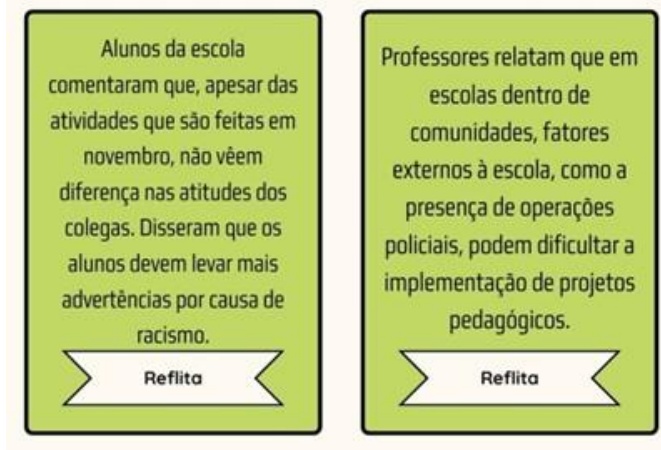 Alunos da escola
comentaram que, apesar das
atividades que são feitas em
novembro, não vêem
diferença nas atitudes dos
colegas. Disseram que os
alunos devem levar mais
advertências por causa de
racismo.
Reflita
Professores relatam que em
escolas dentro de
comunidades, fatores
externos à escola, como a
presença de operações
policiais, podem dificultar a
implementação de projetos
pedagógicos.
Reflita